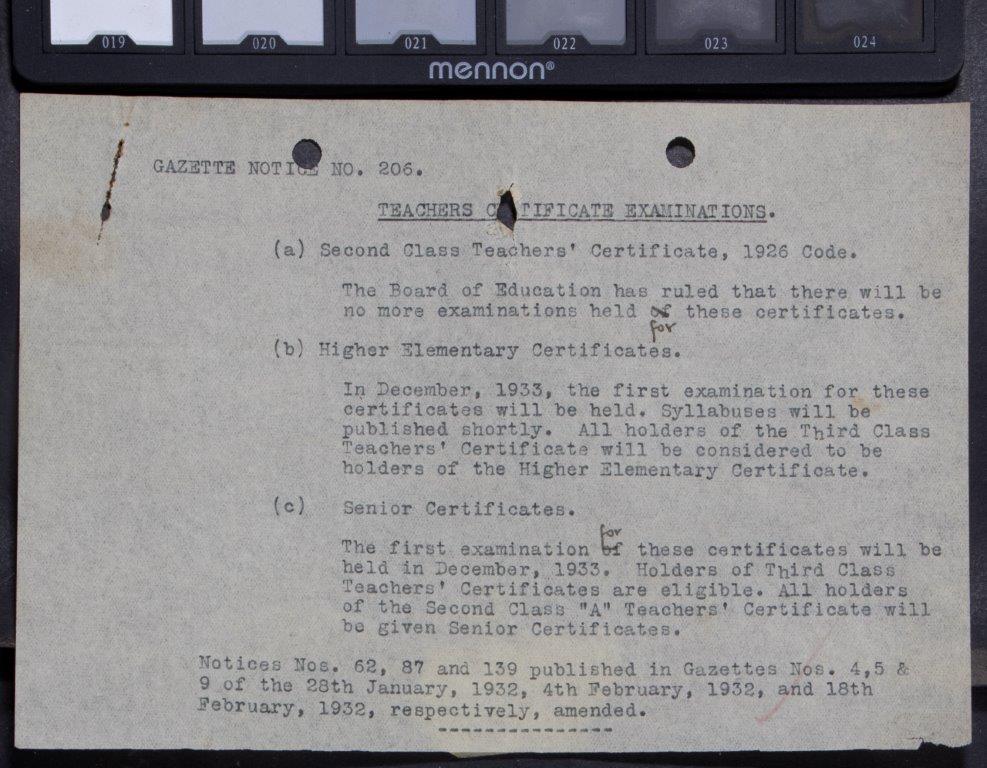 019 020 021 022 023 024
mennon®
GAZETTE NOTICE NO. 206.
TEACHERS C TIFICATE EXAMINATIONS.
(a) Second Class Teachers' Certificate, 1926 Code.
The Board of Education has ruled that there will be
no more examinations held of these certificates.
for
(b) Higher Elementary Certificates.
In December, 1933, the first examination for these
certificates will be held. Syllabuses will be
published shortly. All holders of the Third Class
Teachers' Certificate will be considered to be
holders of the Higher Elementary Certificate.
(c) Senior Certificates.
for
The first examination of these certificates will be
held in December, 1933. Holders of Third Class
Teachers' Certificates are eligible. All holders
of the Second Class "A" Teachers' Certificate will
be given Senior Certificates.
Notices Nos. 62, 87 and 139 published in Gazettes Nos. 4,5 &
9 of the 28th January, 1932, 4th February, 1932, and 18th
February, 1932, respectively, amended.
---------------